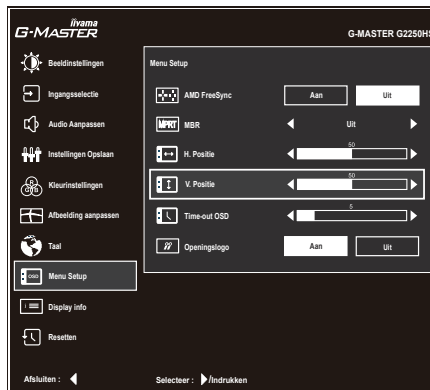 iiyama
G-MASTER
G-MASTER G2250HS
Beeldinstellingen
Ingangsselectie
Audio Aanpassen
Instellingen Opslaan
Kleurinstellingen
Afbeelding aanpassen
Taal
OSD Menu Setup
Display info
Resetten
Menu Setup
AMD FreeSync Aan Uit
MPRT MBR Uit
H. Positie 50
V. Positie 50
Time-out OSD 5
Openingslogo Aan Uit
Afsluiten :
Selecteer : /Indrukken